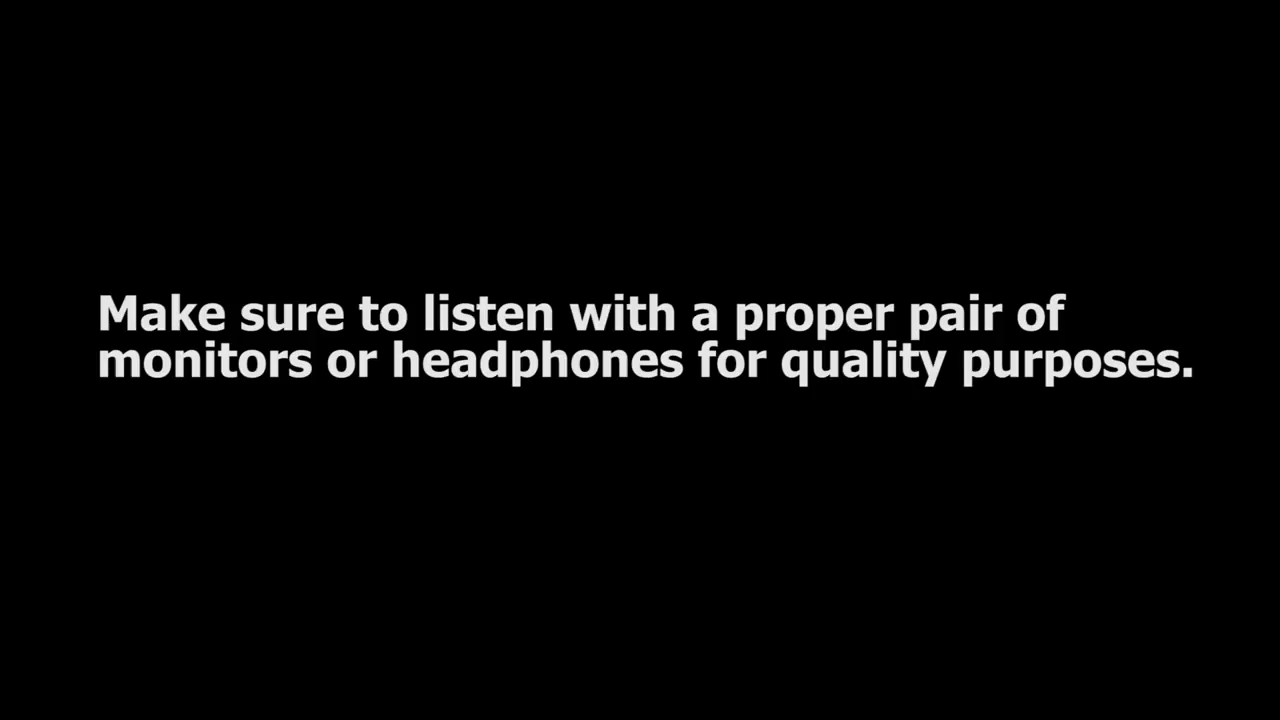 Make sure to listen with a proper pair of
monitors or headphones for quality purposes.